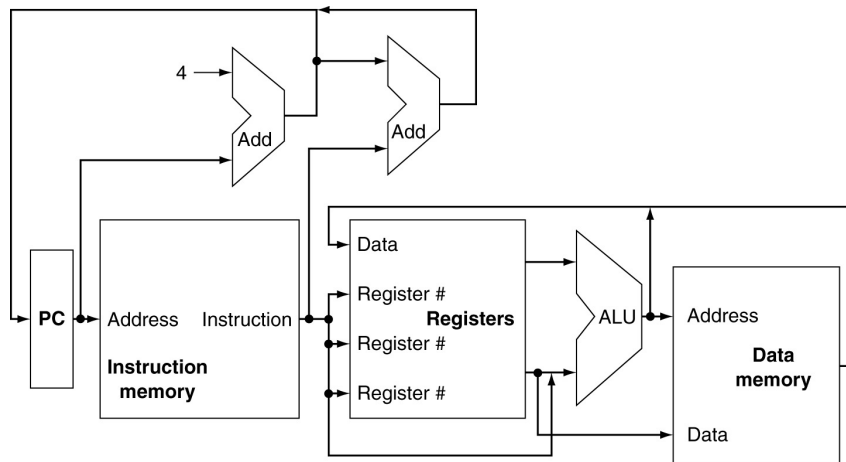 4
Add
Add
Data
Register #
PC
Address
Instruction
Registers
ALU
Address
Instruction
memory
Register #
Data
memory
Register #
Data